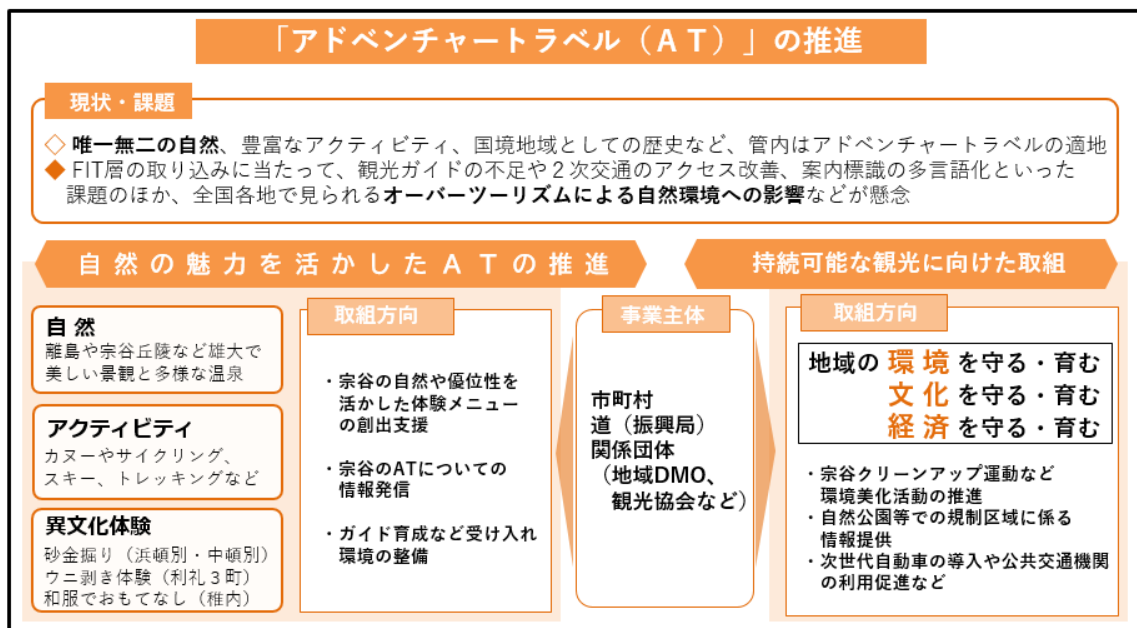 「アドベンチャートラベル（ＡＴ）」の推進
現状・課題
◇ 唯一無二の自然、豊富なアクティビティ、国境地域としての歴史など、管内はアドベンチャートラベルの適地
◆ FIT層の取り込みに当たって、観光ガイドの不足や２次交通のアクセス改善、案内標識の多言語化といった
課題のほか、全国各地で見られるオーバーツーリズムによる自然環境への影響などが懸念
自然の魅力を活かしたＡＴの推進
自 然
離島や宗谷丘陵など雄大で
美しい景観と多様な温泉
アクティビティ
カヌーやサイクリング、
スキー、トレッキングなど
異文化体験
砂金掘り（浜頓別・中頓別）
ウニ剥き体験（利礼３町）
和服でおもてなし（稚内）
取組方向
・宗谷の自然や優位性を
活かした体験メニュー
の創出支援
・宗谷のATについての
情報発信
・ガイド育成など受け入れ
環境の整備
事業主体
市町村
道（振興局）
関係団体
（地域DMO、
観光協会など）
持続可能な観光に向けた取組
取組方向
地域の 環 境 を守る・育む
文 化 を守る・育む
経 済 を守る・育む
・宗谷クリーンアップ運動など
環境美化活動の推進
・自然公園等での規制区域に係る
情報提供
・次世代自動車の導入や公共交通機関
の利用促進など